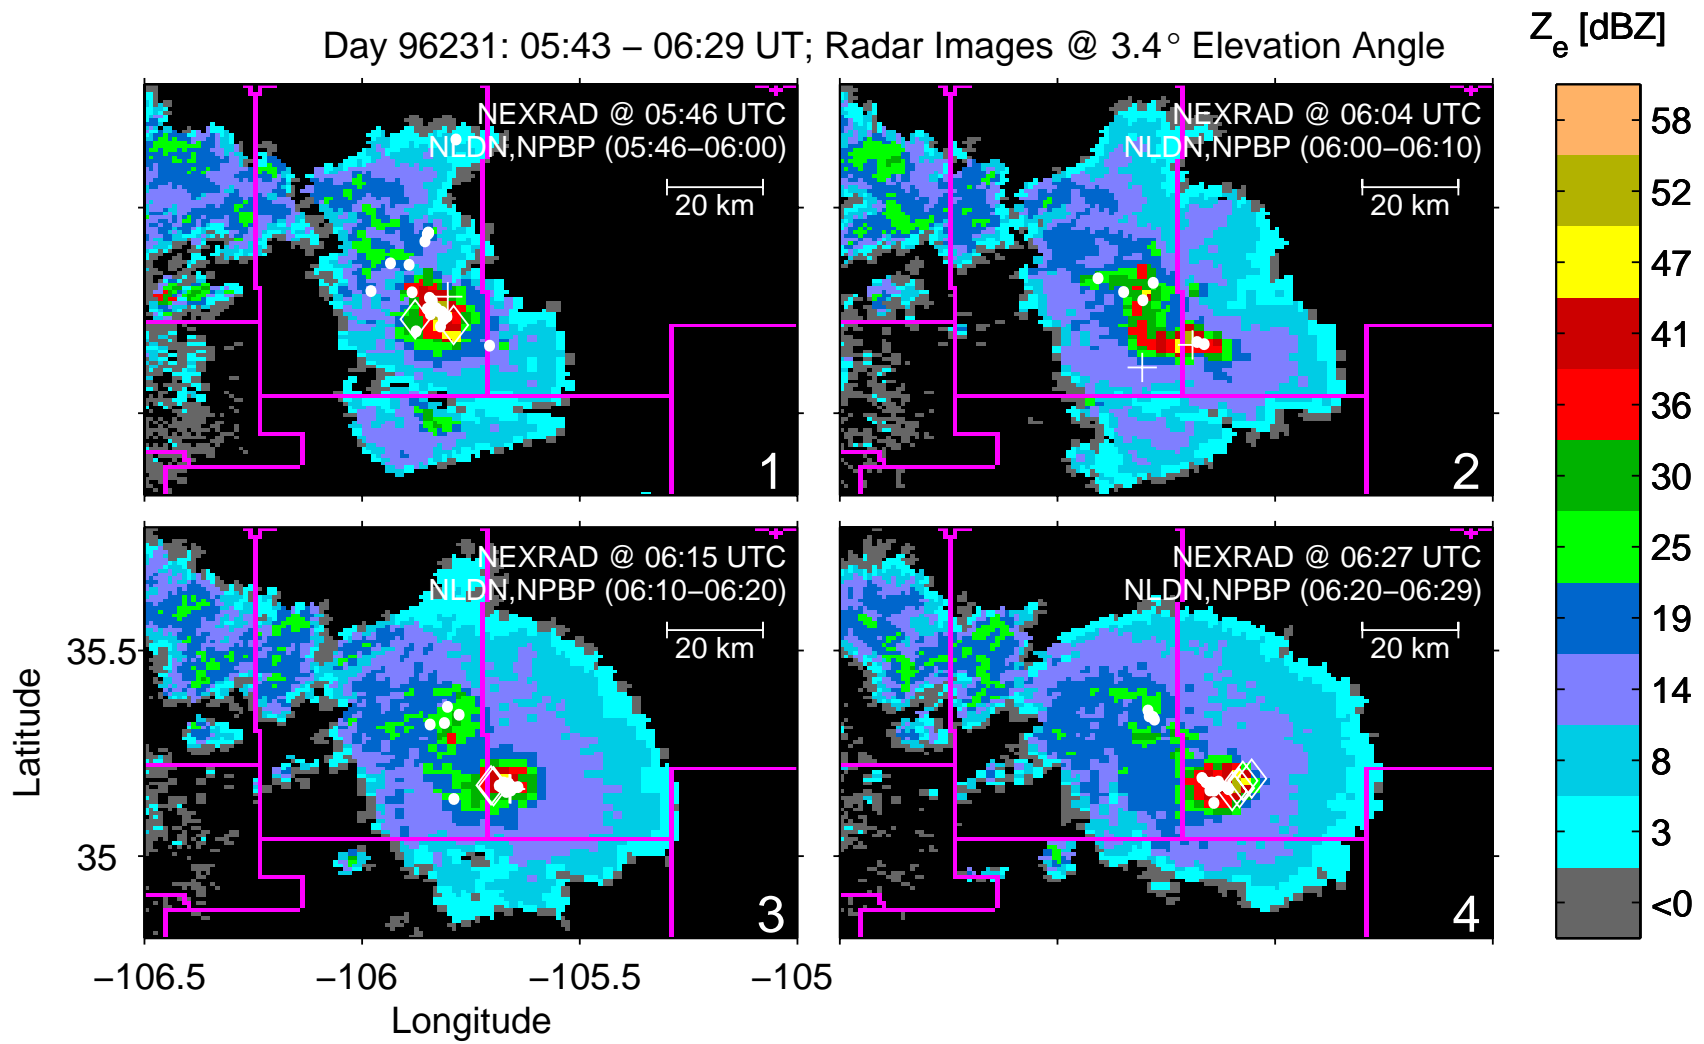 Day 96231: 05:43 – 06:29 UT; Radar Images @ 3.4° Elevation Angle
Z_e [dBZ]
NEXRAD @ 05:46 UTC
NLDN,NPBP (05:46–06:00)
20 km
1
NEXRAD @ 06:04 UTC
NLDN,NPBP (06:00–06:10)
20 km
2
NEXRAD @ 06:15 UTC
NLDN,NPBP (06:10–06:20)
20 km
3
NEXRAD @ 06:27 UTC
NLDN,NPBP (06:20–06:29)
20 km
4
58
52
47
41
36
30
25
19
14
8
3
<0
35.5
35
Latitude
−106.5
−106
−105.5
−105
Longitude